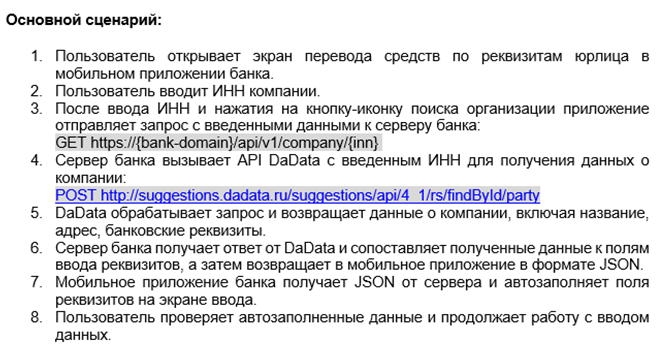 Основной сценарий:
1. Пользователь открывает экран перевода средств по реквизитам юрлица в
мобильном приложении банка.
2. Пользователь вводит ИНН компании.
3. После ввода ИНН и нажатия на кнопку-иконку поиска организации приложение
отправляет запрос с введенными данными к серверу банка:
GET https://{bank-domain}/api/v1/company/{inn}
4. Сервер банка вызывает API DaData с введенным ИНН для получения данных о
компании:
POST http://suggestions.dadata.ru/suggestions/api/4_1/rs/findById/party
5. DaData обрабатывает запрос и возвращает данные о компании, включая название,
адрес, банковские реквизиты.
6. Сервер банка получает ответ от DaData и сопоставляет полученные данные к полям
ввода реквизитов, а затем возвращает в мобильное приложение в формате JSON.
7. Мобильное приложение банка получает JSON от сервера и автозаполняет поля
реквизитов на экране ввода.
8. Пользователь проверяет автозаполненные данные и продолжает работу с вводом
данных.